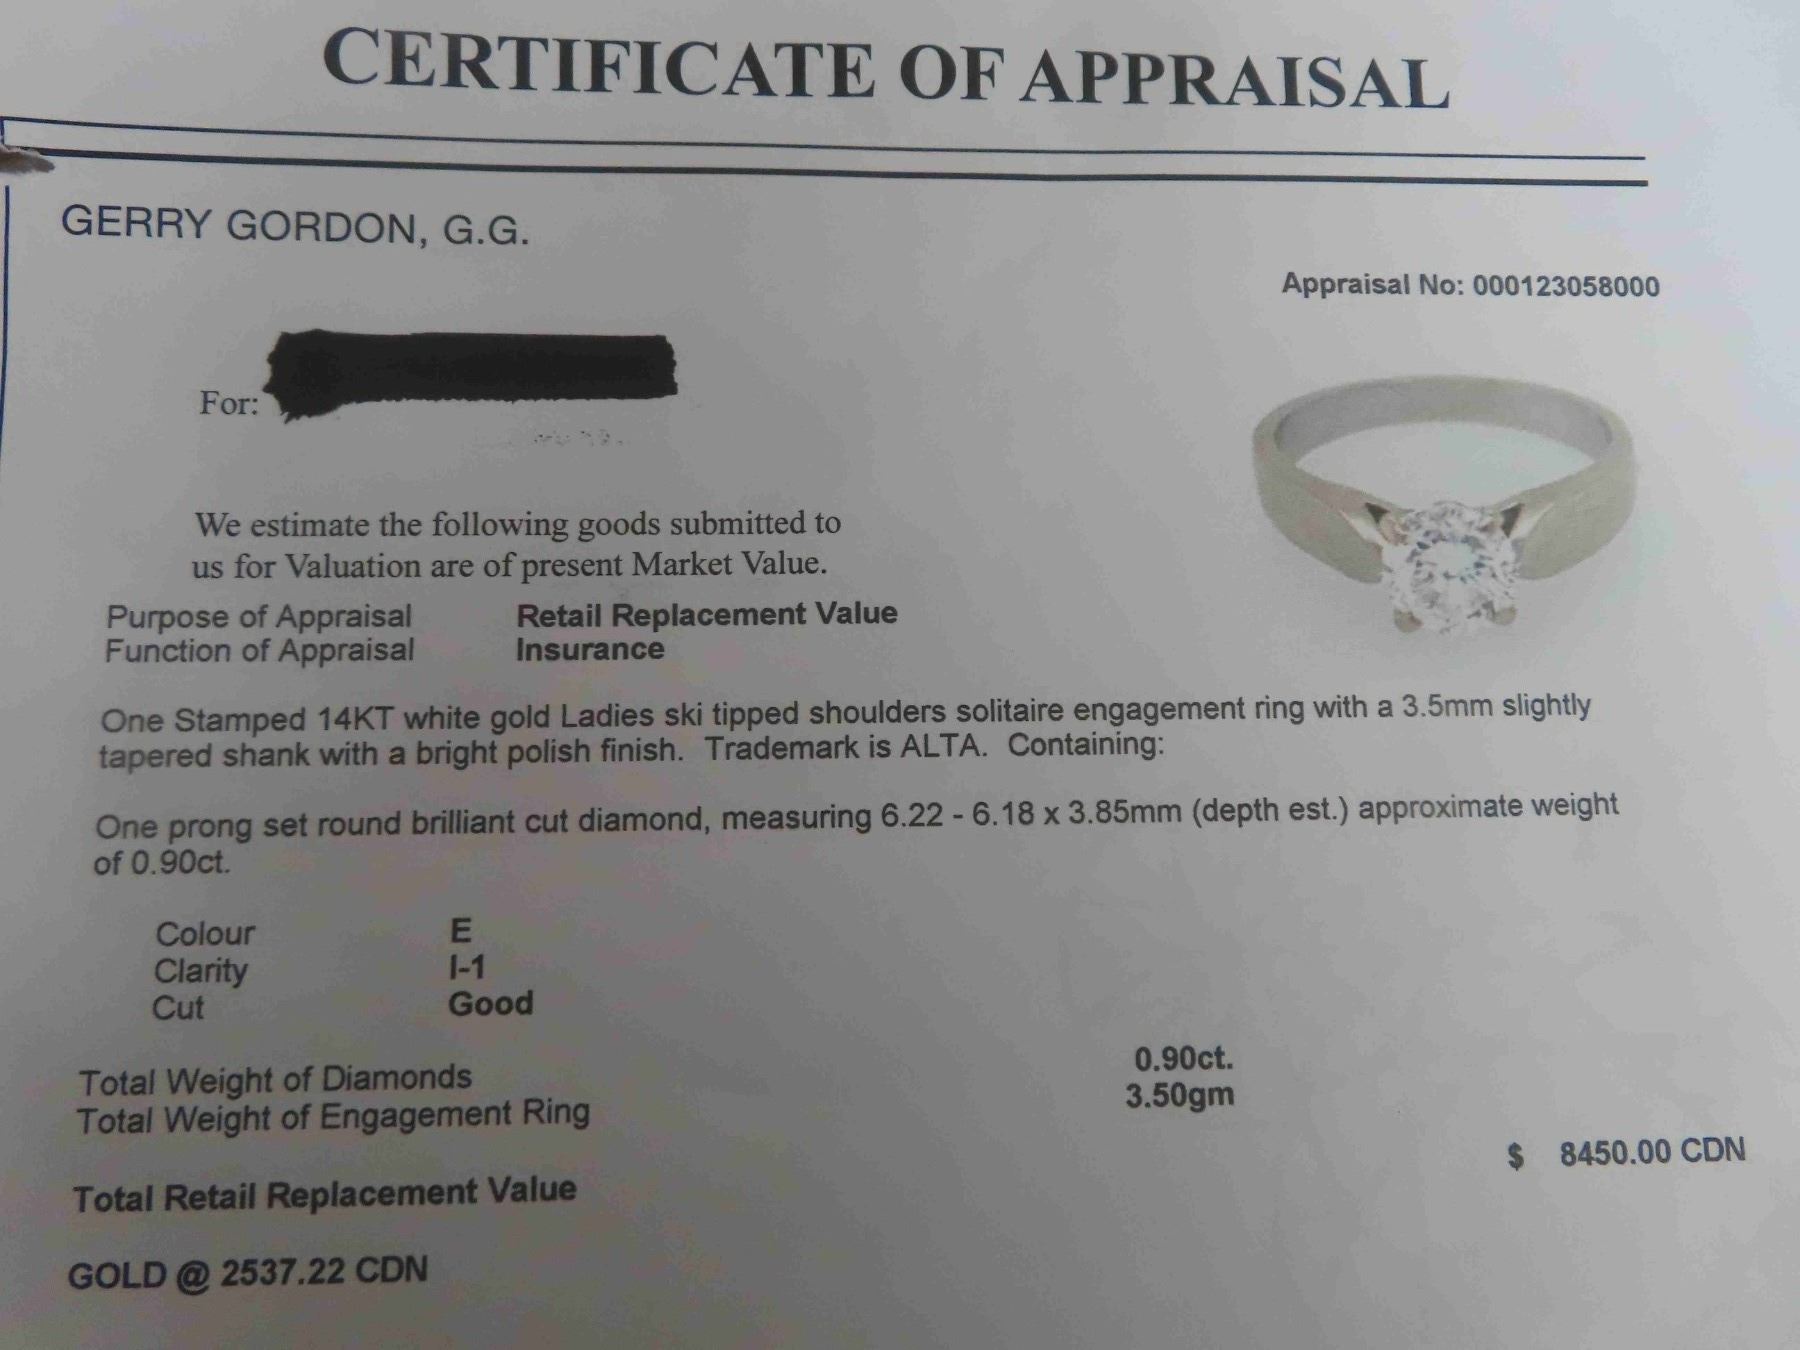 CERTIFICATE OF APPRAISAL
GERRY GORDON, G.G.
Appraisal No: 000123058000
For:
We estimate the following goods submitted to
us for Valuation are of present Market Value.
Purpose of Appraisal Retail Replacement Value
Function of Appraisal Insurance
One Stamped 14KT white gold Ladies ski tipped shoulders solitaire engagement ring with a 3.5mm slightly
tapered shank with a bright polish finish. Trademark is ALTA. Containing:
One prong set round brilliant cut diamond, measuring 6.22 - 6.18 x 3.85mm (depth est.) approximate weight
of 0.90ct.
Colour E
Clarity I-1
Cut Good
Total Weight of Diamonds 0.90ct.
Total Weight of Engagement Ring 3.50gm
Total Retail Replacement Value $ 8450.00 CDN
GOLD @ 2537.22 CDN